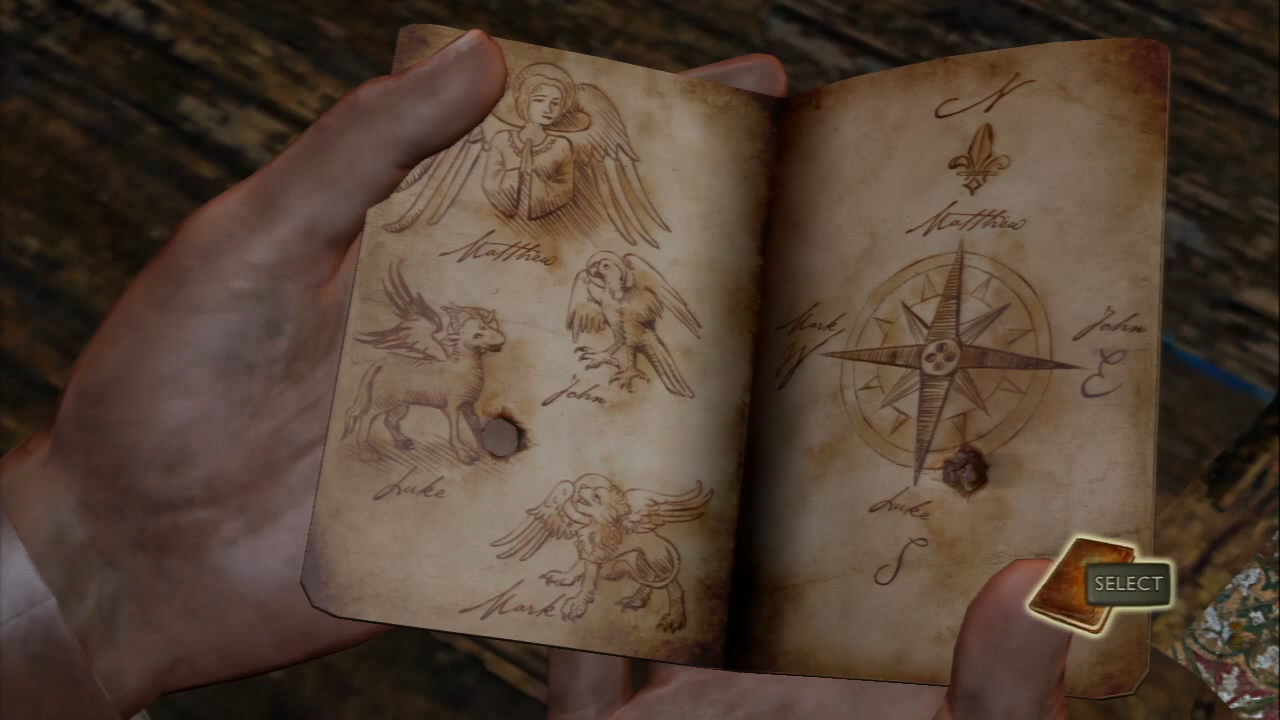 Matthew
John
Luke
Mark
N
Matthew
Mark
W
John
E
Luke
S
SELECT